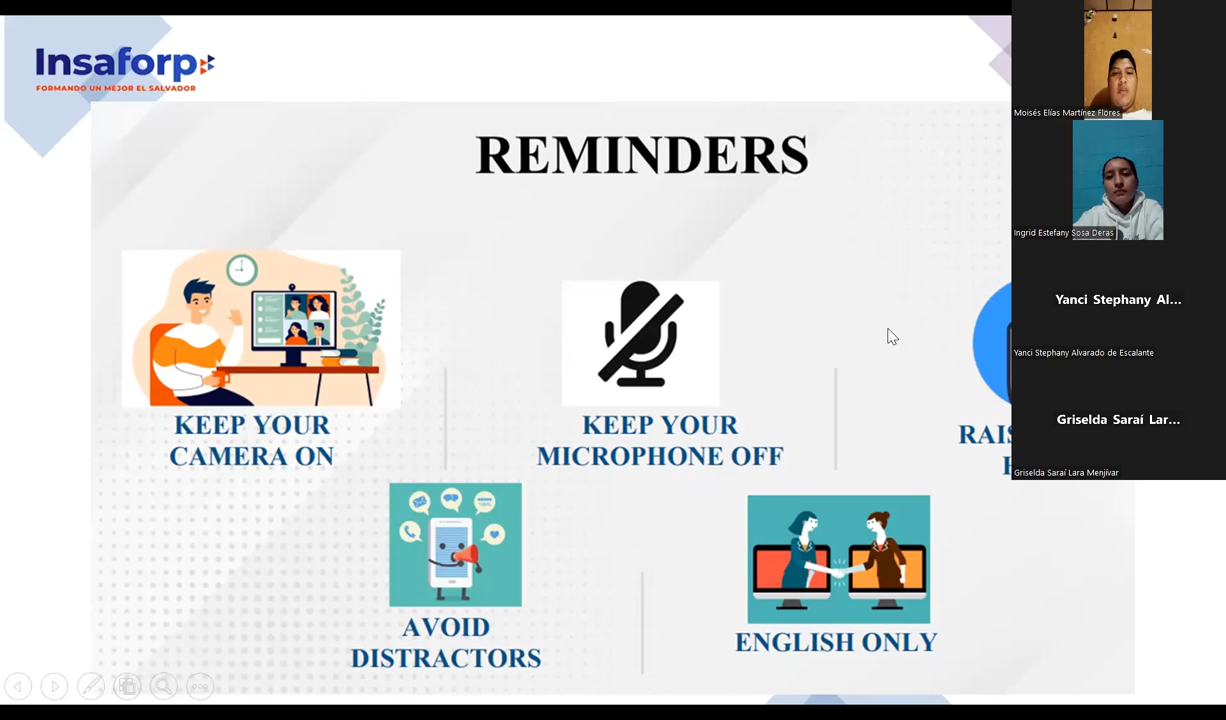 Insaforp
FORMANDO UN MEJOR EL SALVADOR
REMINDERS
KEEP YOUR
CAMERA ON
KEEP YOUR
MICROPHONE OFF
AVOID
DISTRACTORS
ENGLISH ONLY
Moisés Elías Martínez Flores
Ingrid Estefany Sosa Deras
Yanci Stephany Al...
Yanci Stephany Alvarado de Escalante
Griselda Saraí Lar...
Griselda Saraí Lara Menjívar